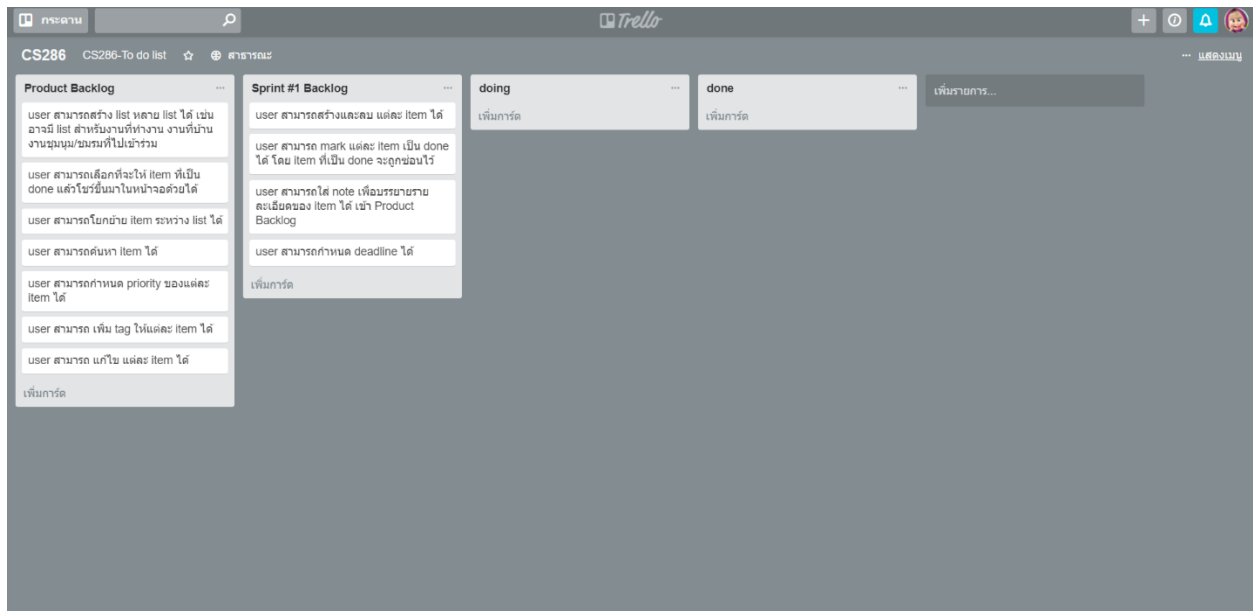 กระดาน
Trello
CS286 CS286-To do list สาธารณะ
... แสดงเมนู
Product Backlog ...
user สามารถสร้าง list หลาย list ได้ เช่น
อาจมี list สำหรับงานที่ทำงาน งานที่บ้าน
งานชุมนุม/ชมรมที่ไปเข้าร่วม
user สามารถเลือกที่จะให้ item ที่เป็น
done แล้วโชว์ขึ้นมาในหน้าจอด้วยได้
user สามารถโยกย้าย item ระหว่าง list ได้
user สามารถค้นหา item ได้
user สามารถกำหนด priority ของแต่ละ
item ได้
user สามารถ เพิ่ม tag ให้แต่ละ item ได้
user สามารถ แก้ไข แต่ละ item ได้
เพิ่มการ์ด
Sprint #1 Backlog ...
user สามารถสร้างและลบ แต่ละ item ได้
user สามารถ mark แต่ละ item เป็น done
ได้ โดย item ที่เป็น done จะถูกซ่อนไว้
user สามารถใส่ note เพื่อบรรยายราย
ละเอียดของ item ได้ เข้า Product
Backlog
user สามารถกำหนด deadline ได้
เพิ่มการ์ด
doing ...
เพิ่มการ์ด
done ...
เพิ่มการ์ด
เพิ่มรายการ...